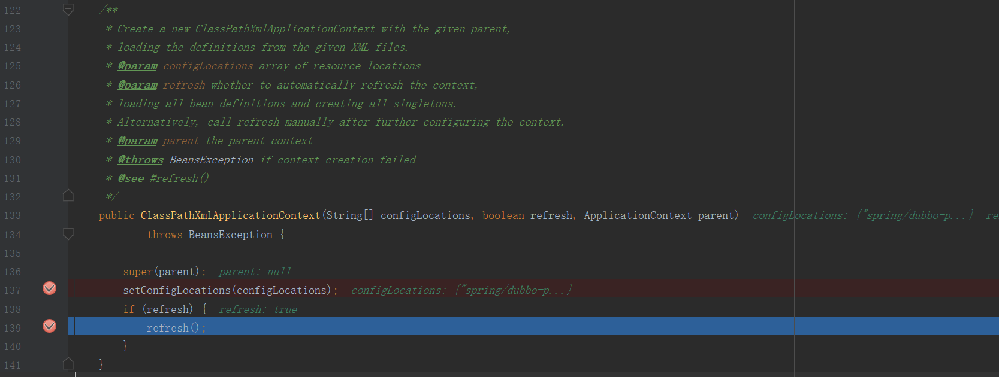 122 /**
123 * Create a new ClassPathXmlApplicationContext with the given parent,
124 * loading the definitions from the given XML files.
125 * @param configLocations array of resource locations
126 * @param refresh whether to automatically refresh the context,
127 * loading all bean definitions and creating all singletons.
128 * Alternatively, call refresh manually after further configuring the context.
129 * @param parent the parent context
130 * @throws BeansException if context creation failed
131 * @see #refresh()
132 */
133 public ClassPathXmlApplicationContext(String[] configLocations, boolean refresh, ApplicationContext parent) configLocations: {"spring/dubbo-p...} re
134 throws BeansException {
135
136 super(parent); parent: null
137 setConfigLocations(configLocations); configLocations: {"spring/dubbo-p...}
138 if (refresh) { refresh: true
139 refresh();
140 }
141 }